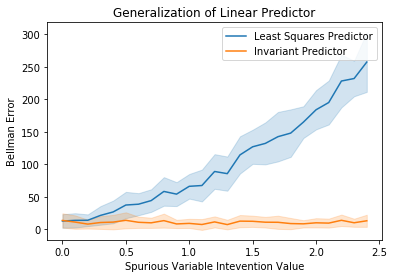 Generalization of Linear Predictor
Least Squares Predictor
Invariant Predictor
Bellman Error
300
250
200
150
100
50
0
0.0 0.5 1.0 1.5 2.0 2.5
Spurious Variable Intevention Value